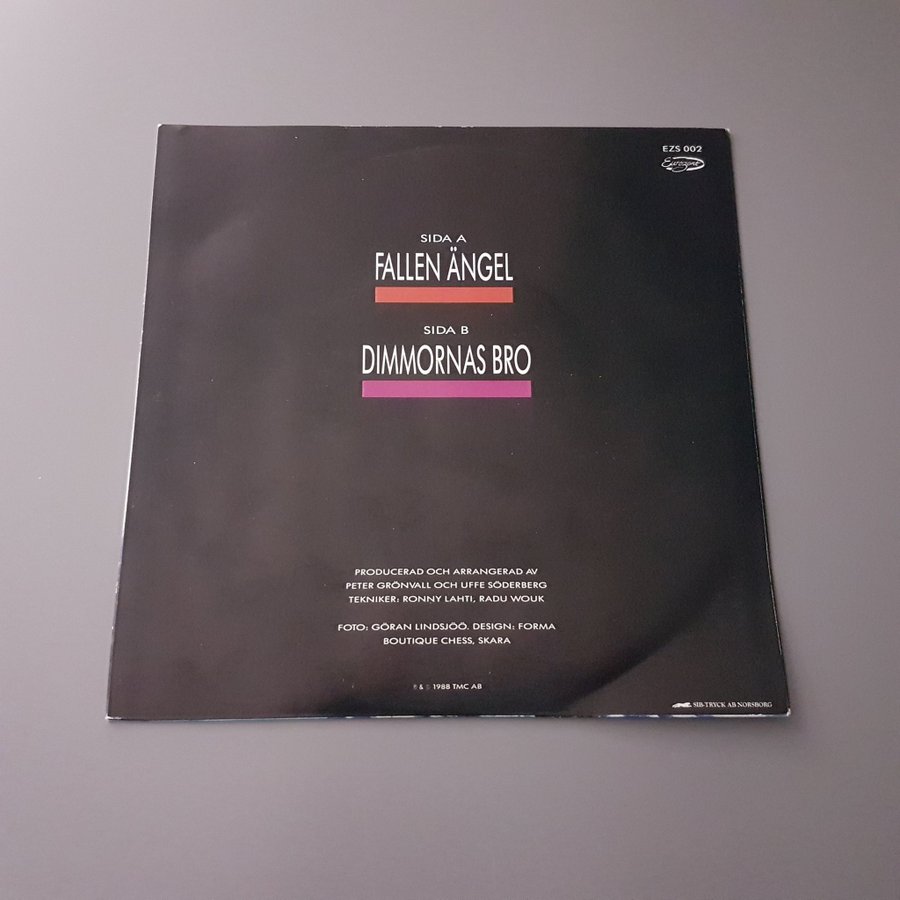 EZS 002
Eurozone
SIDA A
FALLEN ÄNGEL
SIDA B
DIMMORNAS BRO
PRODUCERAD OCH ARRANGERAD AV
PETER GRÖNVALL OCH UFFE SÖDERBERG
TEKNIKER: RONNY LAHTI, RADU WOUK
FOTO: GÖRAN LINDSJÖÖ. DESIGN: FORMA
BOUTIQUE CHESS, SKARA
℗ & © 1988 TMC AB
SIB-TRYCK AB NORSBORG